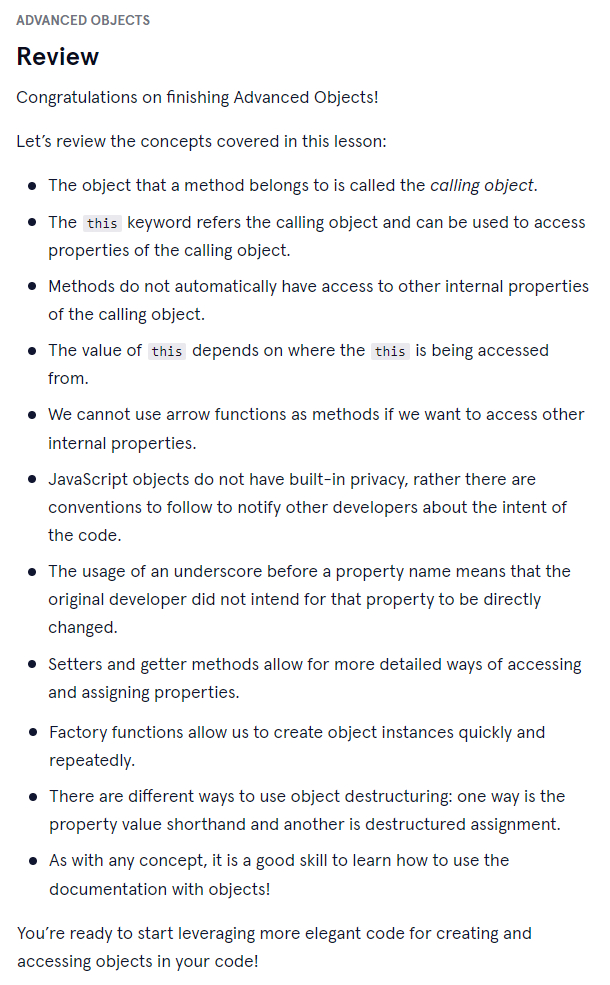 ADVANCED OBJECTS
Review
Congratulations on finishing Advanced Objects!
Let's review the concepts covered in this lesson:
• The object that a method belongs to is called the calling object.
• The this keyword refers the calling object and can be used to access
properties of the calling object.
• Methods do not automatically have access to other internal properties
of the calling object.
• The value of this depends on where the this is being accessed
from.
• We cannot use arrow functions as methods if we want to access other
internal properties.
• JavaScript objects do not have built-in privacy, rather there are
conventions to follow to notify other developers about the intent of
the code.
• The usage of an underscore before a property name means that the
original developer did not intend for that property to be directly
changed.
• Setters and getter methods allow for more detailed ways of accessing
and assigning properties.
• Factory functions allow us to create object instances quickly and
repeatedly.
• There are different ways to use object destructuring: one way is the
property value shorthand and another is destructured assignment.
• As with any concept, it is a good skill to learn how to use the
documentation with objects!
You're ready to start leveraging more elegant code for creating and
accessing objects in your code!